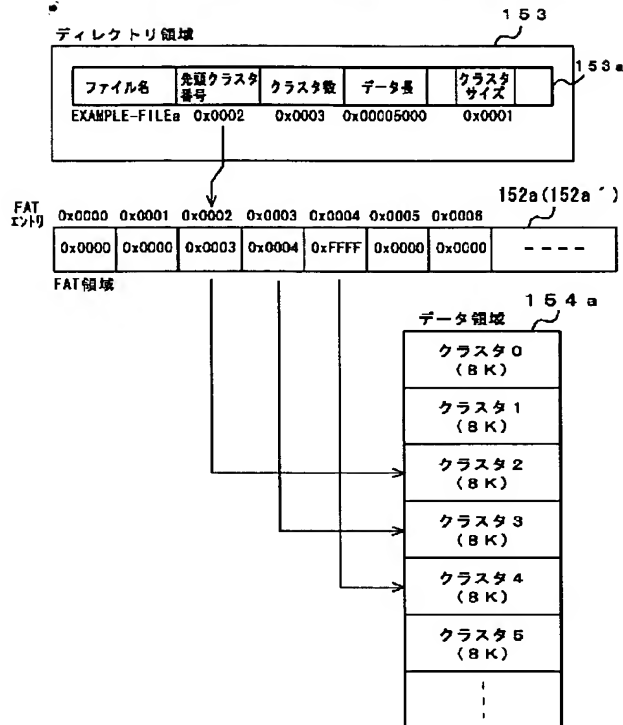 153
ディレクトリ領域
153a
ファイル名 先頭クラスタ番号 クラスタ数 データ長 クラスタサイズ
EXAMPLE-FILEa 0x0002 0x0003 0x00005000 0x0001
152a(152a´)
FATエントリ 0x0000 0x0001 0x0002 0x0003 0x0004 0x0005 0x0006
0x0000 0x0000 0x0003 0x0004 0xFFFF 0x0000 0x0000 ----
FAT領域
154a
データ領域
クラスタ0
(8K)
クラスタ1
(8K)
クラスタ2
(8K)
クラスタ3
(8K)
クラスタ4
(8K)
クラスタ5
(8K)